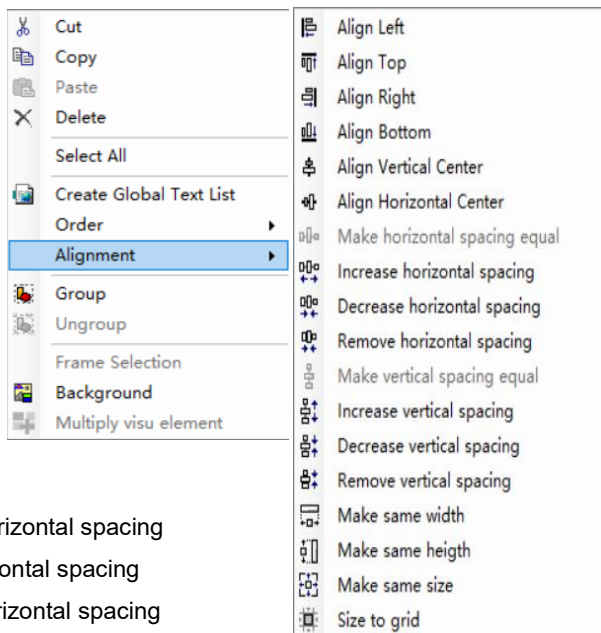 Cut
Copy
Paste
Delete
Select All
Create Global Text List
Order
Alignment
Group
Ungroup
Frame Selection
Background
Multiply visu element
Align Left
Align Top
Align Right
Align Bottom
Align Vertical Center
Align Horizontal Center
Make horizontal spacing equal
Increase horizontal spacing
Decrease horizontal spacing
Remove horizontal spacing
Make vertical spacing equal
Increase vertical spacing
Decrease vertical spacing
Remove vertical spacing
Make same width
Make same heigth
Make same size
Size to grid
spacing
spacing
spacing